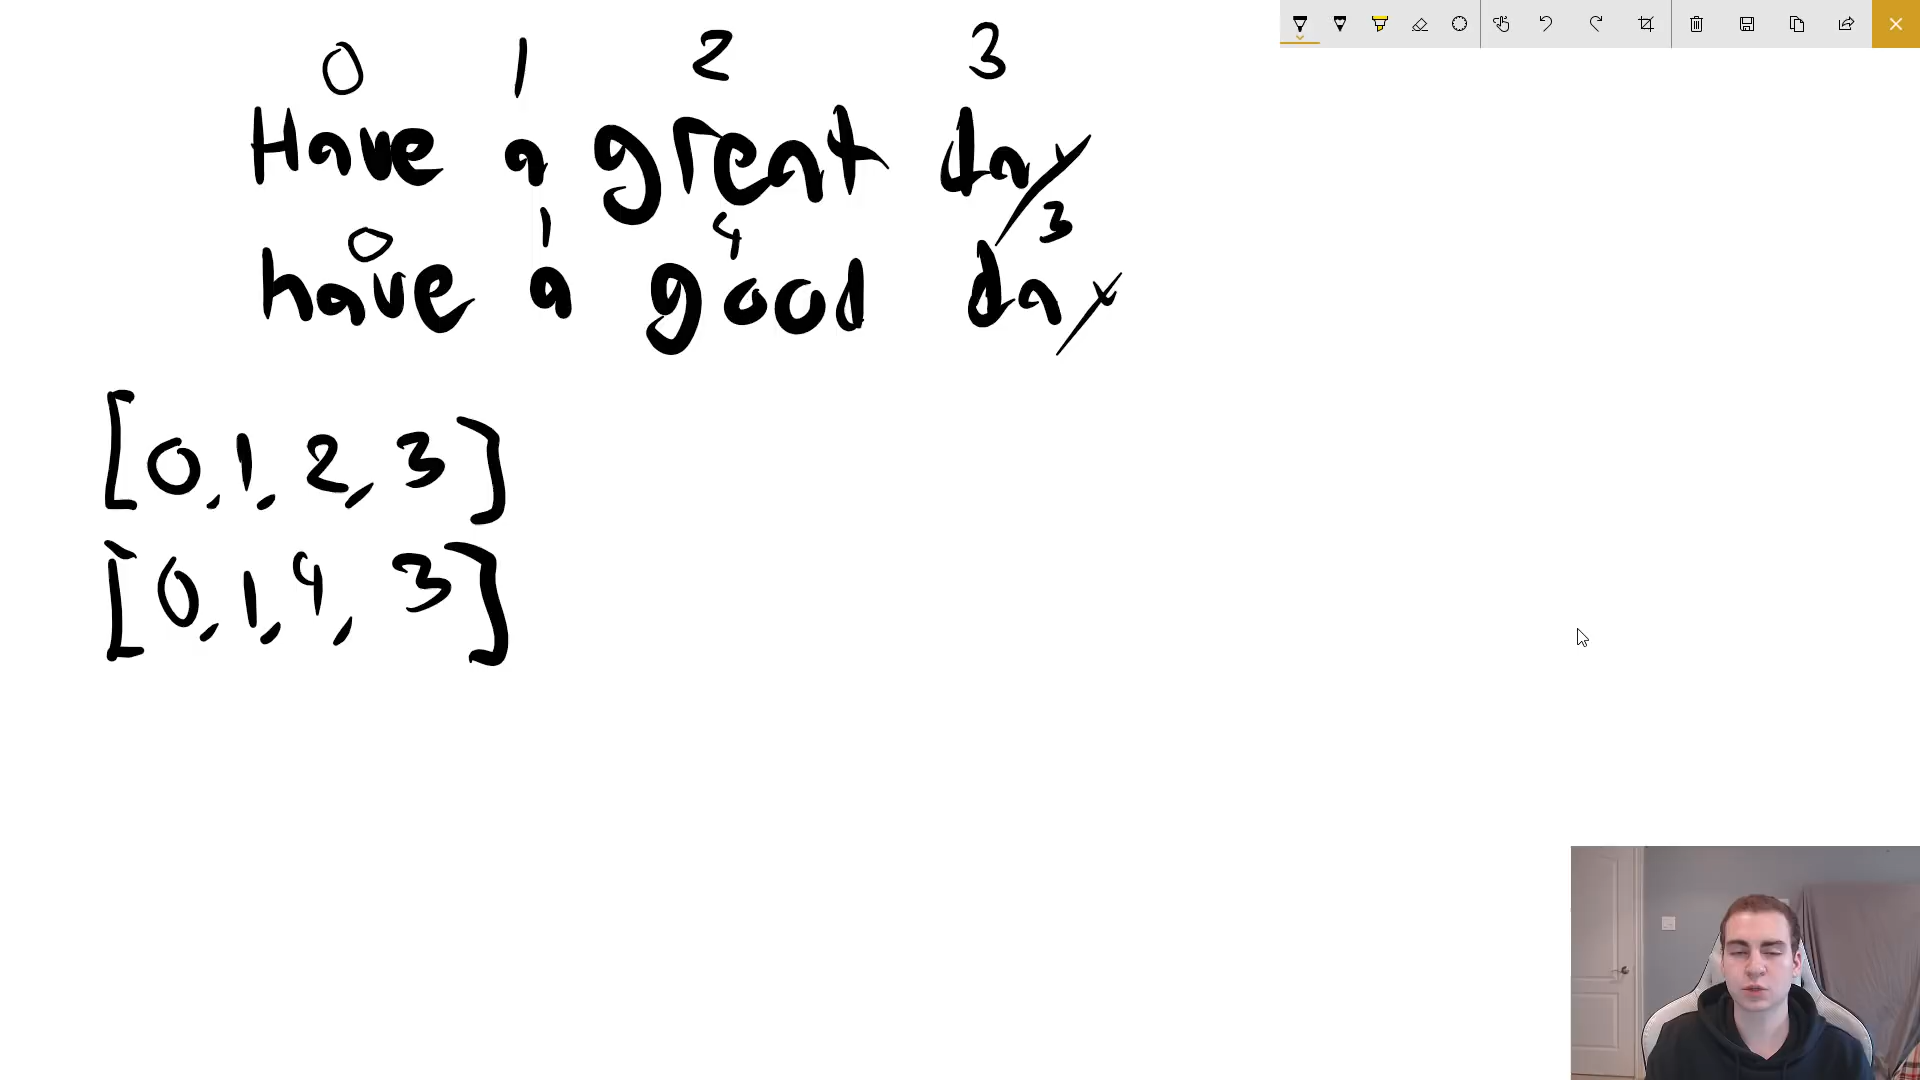 0 1 2 3
Have a great day
0 1 4 3
have a good day
[0,1,2,3]
[0,1,4,3]